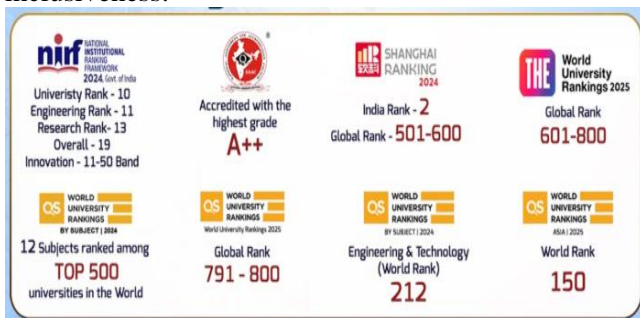 inclusiveness.
nirf NATIONAL
INSTITUTIONAL
RANKING
FRAMEWORK
2024, Govt. of India
Univeristy Rank - 10
Engineering Rank - 11
Research Rank- 13
Overall - 19
Innovation - 11-50 Band
Accredited with the
highest grade
A++
SHANGHAI
RANKING
2024
India Rank - 2
Global Rank - 501-600
THE World
University
Rankings 2025
Global Rank
601-800
QS WORLD
UNIVERSITY
RANKINGS
BY SUBJECT | 2024
12 Subjects ranked among
TOP 500
universities in the World
QS WORLD
UNIVERSITY
RANKINGS
World University Rankings 2025
Global Rank
791 - 800
QS WORLD
UNIVERSITY
RANKINGS
BY SUBJECT | 2024
Engineering & Technology
(World Rank)
212
QS WORLD
UNIVERSITY
RANKINGS
ASIA | 2025
World Rank
150